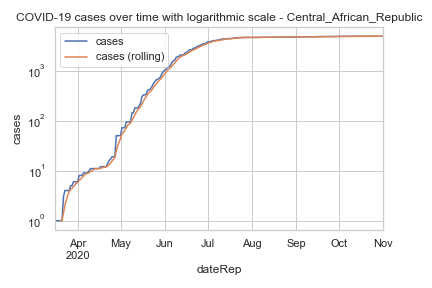 COVID-19 cases over time with logarithmic scale - Central_African_Republic
cases
cases (rolling)
10³
10²
10¹
10⁰
cases
Apr May Jun Jul Aug Sep Oct Nov
2020
dateRep